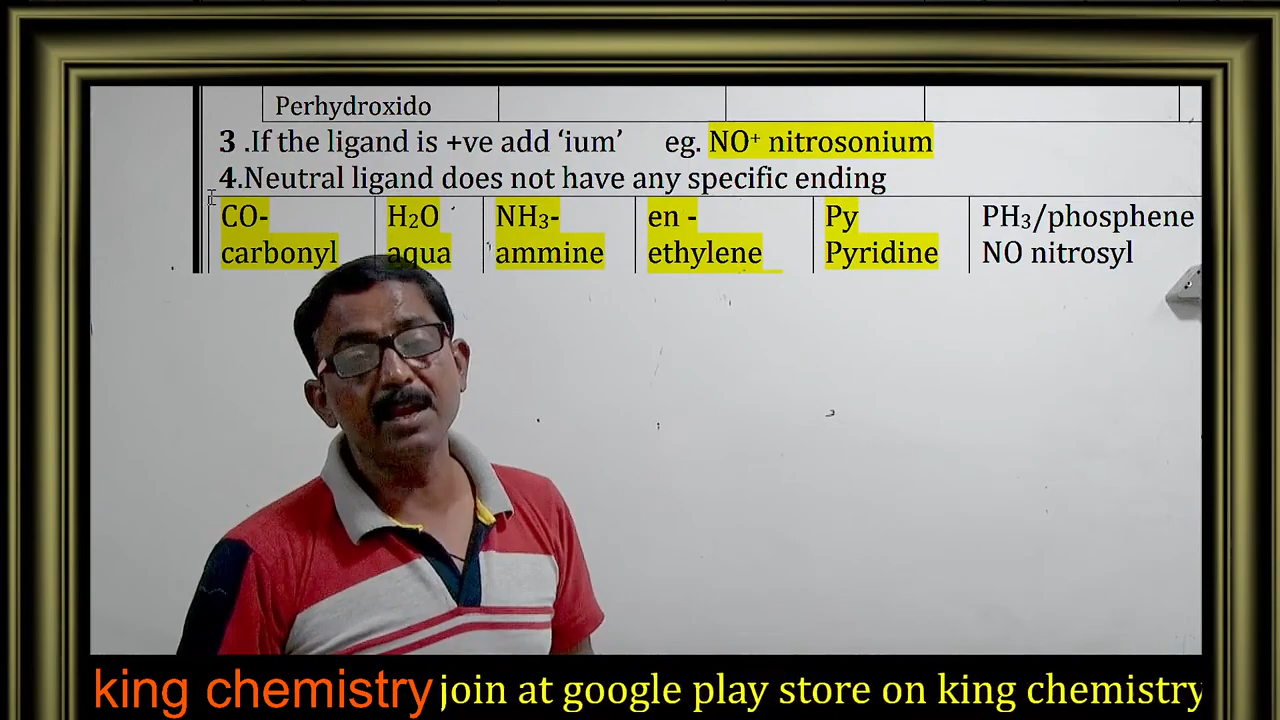 Perhydroxido
3 .If the ligand is +ve add ‘ium’ eg. NO⁺ nitrosonium
4.Neutral ligand does not have any specific ending
CO- H₂O NH₃- en - Py PH₃/phosphene
carbonyl aqua ammine ethylene Pyridine NO nitrosyl
king chemistry join at google play store on king chemistry